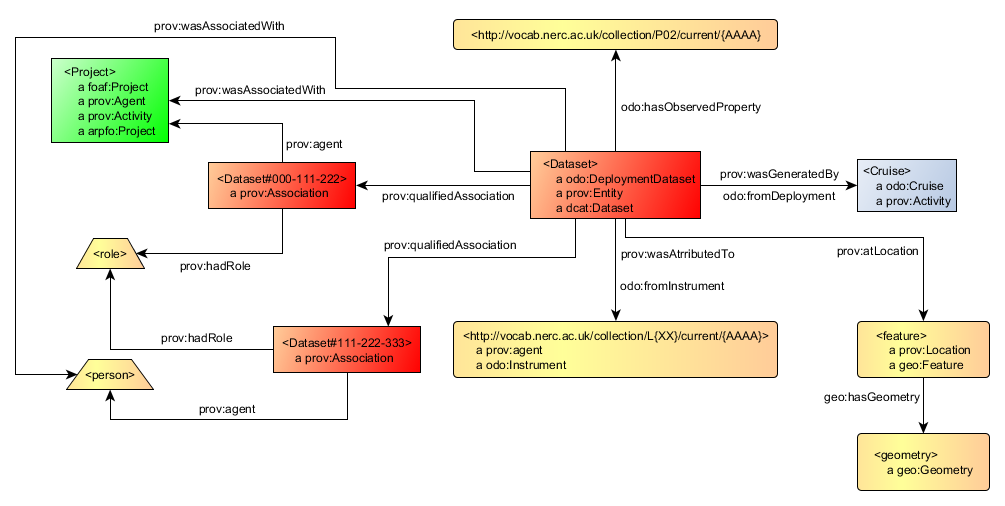 prov:wasAssociatedWith
<http://vocab.nerc.ac.uk/collection/P02/current/{AAAA}
<Project>
a foaf:Project
a prov:Agent
a prov:Activity
a arpfo:Project
prov:wasAssociatedWith
odo:hasObservedProperty
prov:agent
<Dataset#000-111-222>
a prov:Association
prov:qualifiedAssociation
<Dataset>
a odo:DeploymentDataset
a prov:Entity
a dcat:Dataset
prov:wasGeneratedBy
odo:fromDeployment
<Cruise>
a odo:Cruise
a prov:Activity
<role>
prov:hadRole
prov:qualifiedAssociation
prov:wasAtrributedTo
odo:fromInstrument
prov:atLocation
prov:hadRole
<Dataset#111-222-333>
a prov:Association
<http://vocab.nerc.ac.uk/collection/L{XX}/current/{AAAA}>
a prov:agent
a odo:Instrument
<feature>
a prov:Location
a geo:Feature
<person>
prov:agent
geo:hasGeometry
<geometry>
a geo:Geometry